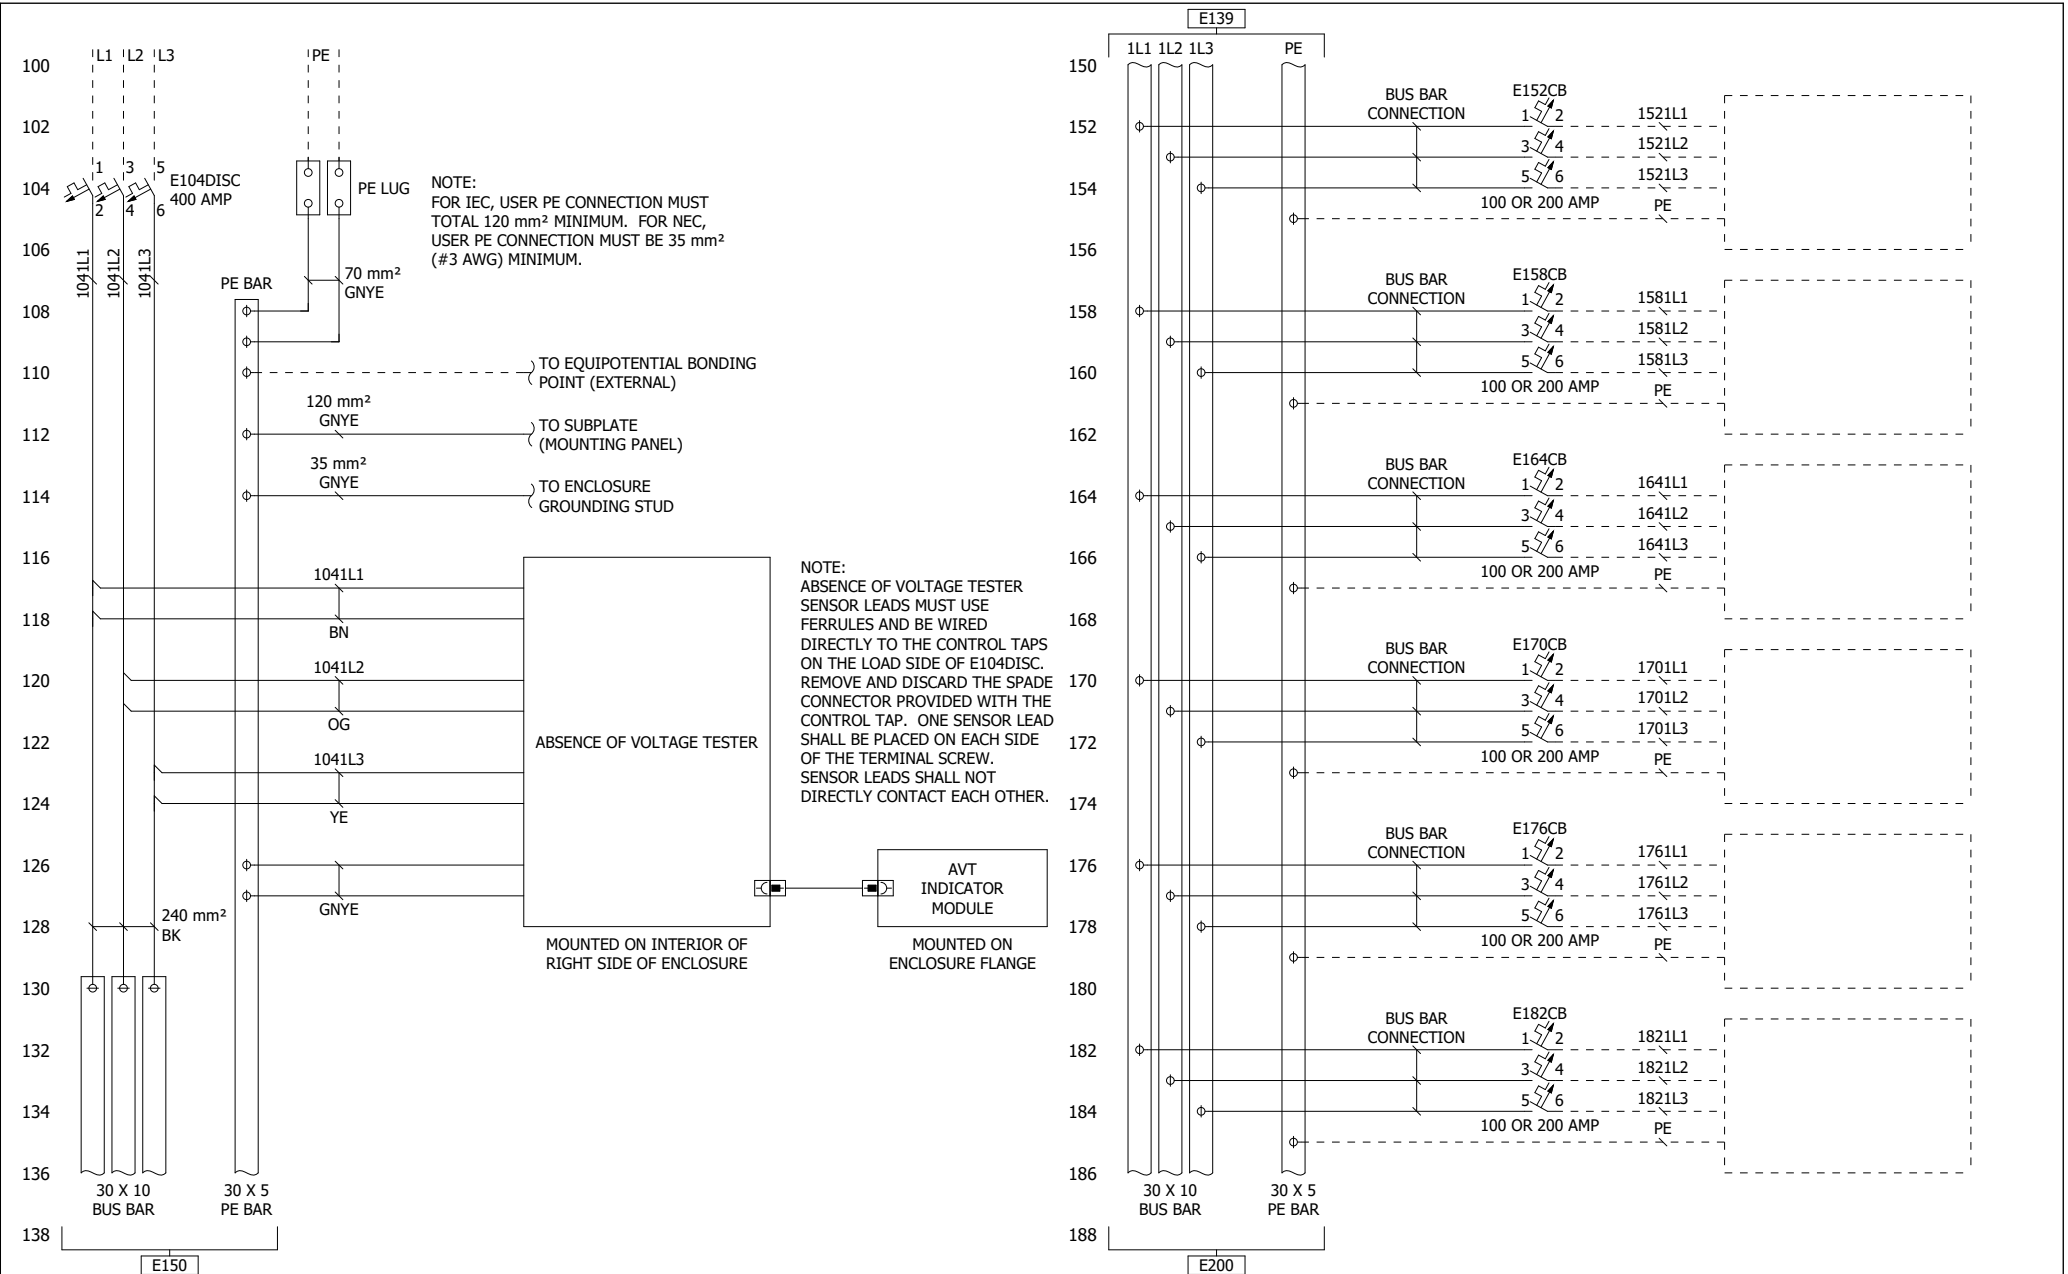 100
102
104
106
108
110
112
114
116
118
120
122
124
126
128
130
132
134
136
138
L1 L2 L3
PE
1 3 5
2 4 6
E104DISC
400 AMP
PE LUG
NOTE:
FOR IEC, USER PE CONNECTION MUST
TOTAL 120 mm² MINIMUM. FOR NEC,
USER PE CONNECTION MUST BE 35 mm²
(#3 AWG) MINIMUM.
1041L1
1041L2
1041L3
PE BAR
70 mm²
GNYE
TO EQUIPOTENTIAL BONDING
POINT (EXTERNAL)
120 mm²
GNYE
TO SUBPLATE
(MOUNTING PANEL)
35 mm²
GNYE
TO ENCLOSURE
GROUNDING STUD
1041L1
BN
1041L2
OG
1041L3
YE
GNYE
ABSENCE OF VOLTAGE TESTER
MOUNTED ON INTERIOR OF
RIGHT SIDE OF ENCLOSURE
NOTE:
ABSENCE OF VOLTAGE TESTER
SENSOR LEADS MUST USE
FERRULES AND BE WIRED
DIRECTLY TO THE CONTROL TAPS
ON THE LOAD SIDE OF E104DISC.
REMOVE AND DISCARD THE SPADE
CONNECTOR PROVIDED WITH THE
CONTROL TAP. ONE SENSOR LEAD
SHALL BE PLACED ON EACH SIDE
OF THE TERMINAL SCREW.
SENSOR LEADS SHALL NOT
DIRECTLY CONTACT EACH OTHER.
AVT
INDICATOR
MODULE
MOUNTED ON
ENCLOSURE FLANGE
240 mm²
BK
30 X 10
BUS BAR
30 X 5
PE BAR
E150
E139
1L1 1L2 1L3
PE
150
152
154
156
158
160
162
164
166
168
170
172
174
176
178
180
182
184
186
188
BUS BAR
CONNECTION
E152CB
1 2
3 4
5 6
100 OR 200 AMP
1521L1
1521L2
1521L3
PE
BUS BAR
CONNECTION
E158CB
1 2
3 4
5 6
100 OR 200 AMP
1581L1
1581L2
1581L3
PE
BUS BAR
CONNECTION
E164CB
1 2
3 4
5 6
100 OR 200 AMP
1641L1
1641L2
1641L3
PE
BUS BAR
CONNECTION
E170CB
1 2
3 4
5 6
100 OR 200 AMP
1701L1
1701L2
1701L3
PE
BUS BAR
CONNECTION
E176CB
1 2
3 4
5 6
100 OR 200 AMP
1761L1
1761L2
1761L3
PE
BUS BAR
CONNECTION
E182CB
1 2
3 4
5 6
100 OR 200 AMP
1821L1
1821L2
1821L3
PE
30 X 10
BUS BAR
30 X 5
PE BAR
E200